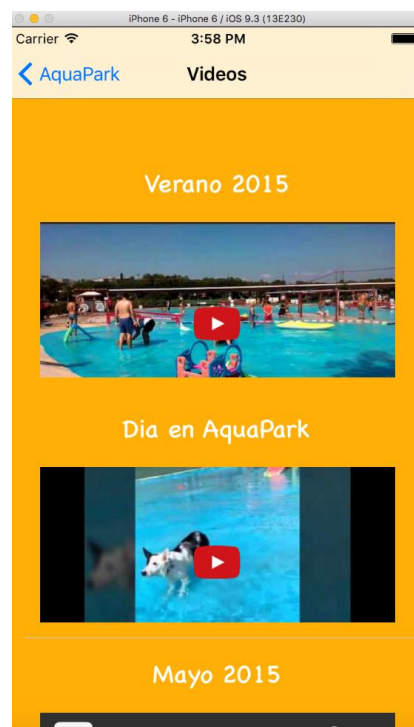 iPhone 6 - iPhone 6 / iOS 9.3 (13E230)
Carrier 3:58 PM
AquaPark Videos
Verano 2015
Dia en AquaPark
Mayo 2015